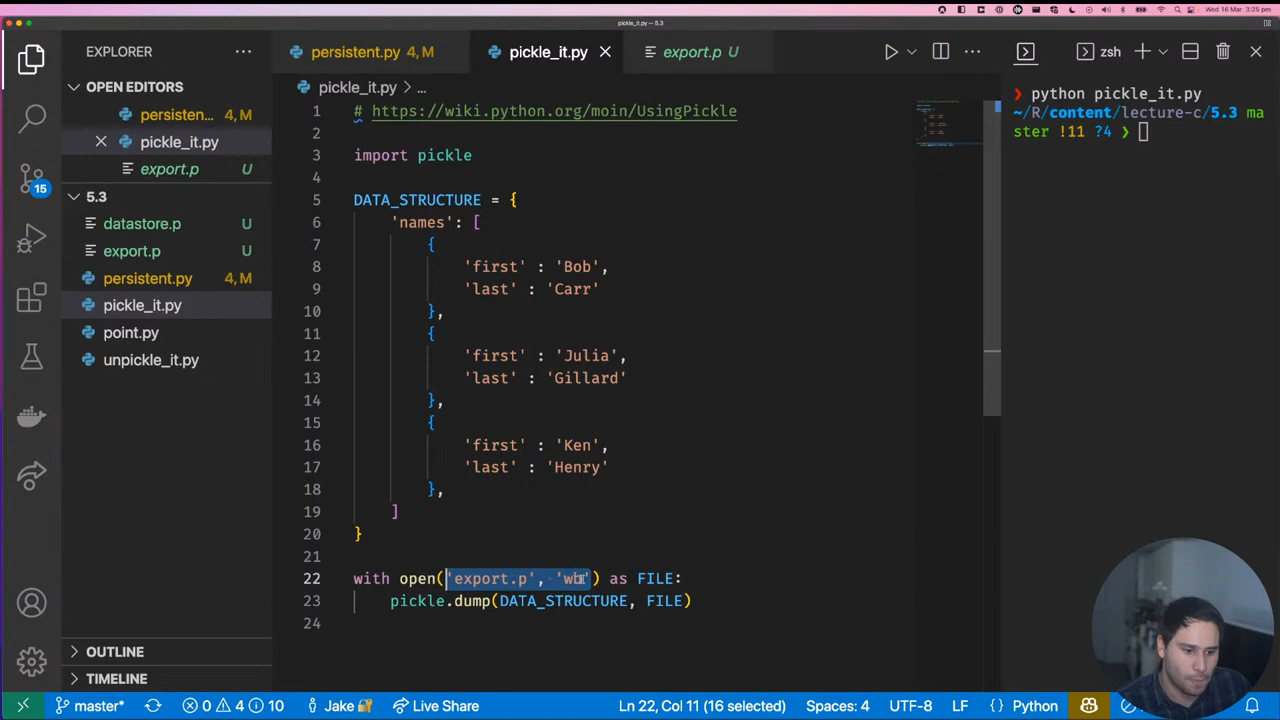 Wed 16 Mar 3:25 pm
pickle_it.py — 5.3
EXPLORER
persistent.py 4, M
pickle_it.py
export.p U
zsh
OPEN EDITORS
persisten... 4, M
pickle_it.py
export.p U
5.3
datastore.p U
export.p U
persistent.py 4, M
pickle_it.py
point.py
unpickle_it.py
OUTLINE
TIMELINE
15
pickle_it.py > ...
1 # https://wiki.python.org/moin/UsingPickle
2
3 import pickle
4
5 DATA_STRUCTURE = {
6 'names': [
7 {
8 'first' : 'Bob',
9 'last' : 'Carr'
10 },
11 {
12 'first' : 'Julia',
13 'last' : 'Gillard'
14 },
15 {
16 'first' : 'Ken',
17 'last' : 'Henry'
18 },
19 ]
20 }
21
22 with open('export.p', 'wb') as FILE:
23 pickle.dump(DATA_STRUCTURE, FILE)
24
❯ python pickle_it.py
~/R/content/lecture-c/5.3 ma
ster !11 ?4 ❯
master* 0 4 10 Jake Live Share Ln 22, Col 11 (16 selected) Spaces: 4 UTF-8 LF {} Python